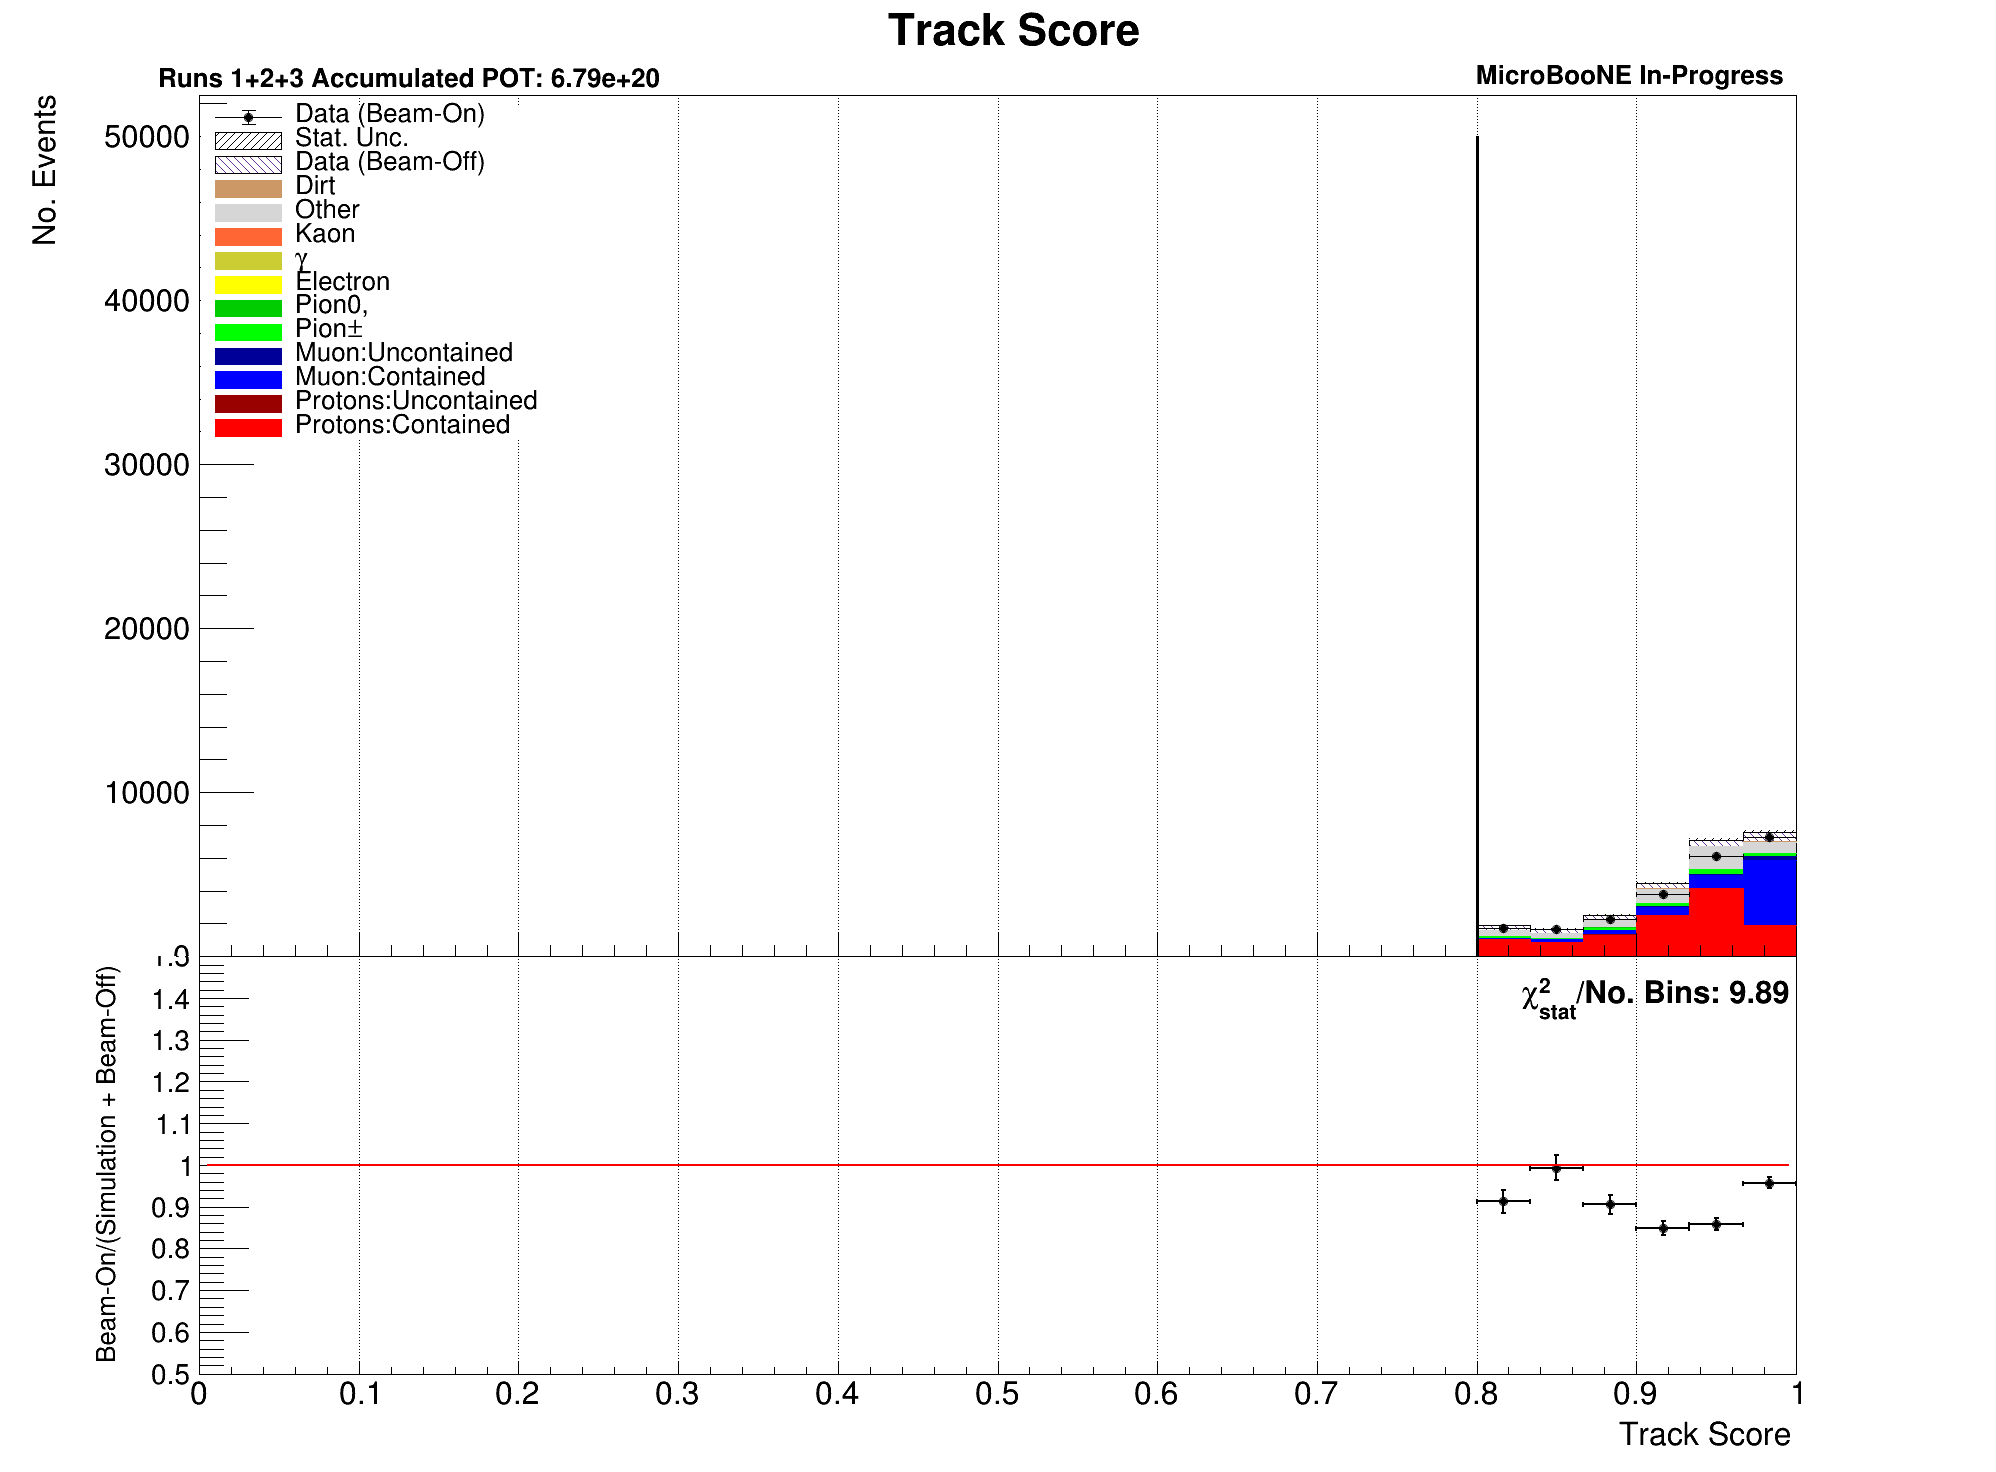 Track Score
Runs 1+2+3 Accumulated POT: 6.79e+20
MicroBooNE In-Progress
No. Events
50000
40000
30000
20000
10000
Data (Beam-On)
Stat. Unc.
Data (Beam-Off)
Dirt
Other
Kaon
γ
Electron
Pion0,
Pion±
Muon:Uncontained
Muon:Contained
Protons:Uncontained
Protons:Contained
Beam-On/(Simulation + Beam-Off)
χ²stat/No. Bins: 9.89
1.4
1.3
1.2
1.1
1
0.9
0.8
0.7
0.6
0.5
0 0.1 0.2 0.3 0.4 0.5 0.6 0.7 0.8 0.9 1
Track Score